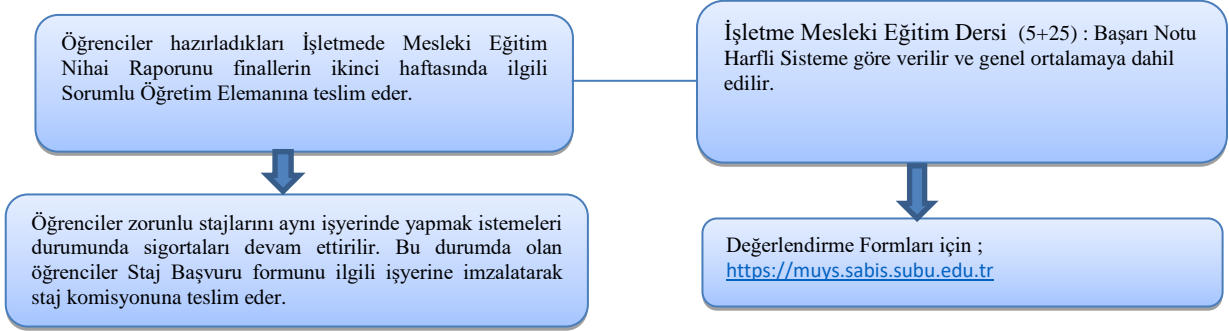 Öğrenciler hazırladıkları İşletmede Mesleki Eğitim
Nihai Raporunu finallerin ikinci haftasında ilgili
Sorumlu Öğretim Elemanına teslim eder.
İşletme Mesleki Eğitim Dersi (5+25) : Başarı Notu
Harfli Sisteme göre verilir ve genel ortalamaya dahil
edilir.
Öğrenciler zorunlu stajlarını aynı işyerinde yapmak istemeleri
durumunda sigortaları devam ettirilir. Bu durumda olan
öğrenciler Staj Başvuru formunu ilgili işyerine imzalatarak
staj komisyonuna teslim eder.
Değerlendirme Formları için ;
https://muys.sabis.subu.edu.tr